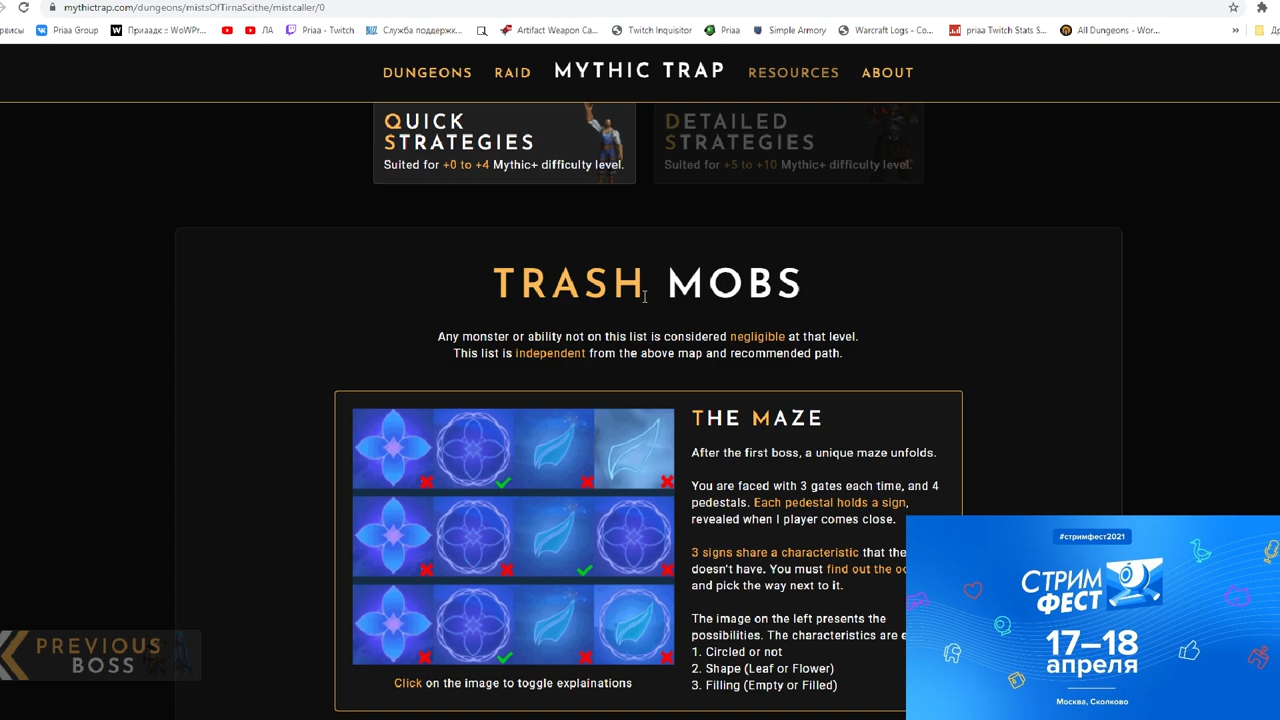 mythictrap.com/dungeons/mistsOfTirnaScithe/mistcaller/0
рвисы Priaa Group Приаадк :: WoWPr... ЛА Priaa - Twitch Служба поддержк... Artifact Weapon Ca... Twitch Inquisitor Priaa Simple Armory Warcraft Logs - Co... priaa Twitch Stats S... All Dungeons - Wor... »
DUNGEONS RAID MYTHIC TRAP RESOURCES ABOUT
QUICK
STRATEGIES
Suited for +0 to +4 Mythic+ difficulty level.
DETAILED
STRATEGIES
Suited for +5 to +10 Mythic+ difficulty level.
TRASH MOBS
Any monster or ability not on this list is considered negligible at that level.
This list is independent from the above map and recommended path.
THE MAZE
After the first boss, a unique maze unfolds.
You are faced with 3 gates each time, and 4
pedestals. Each pedestal holds a sign,
revealed when 1 player comes close.
3 signs share a characteristic that the
doesn't have. You must find out the o
and pick the way next to it.
The image on the left presents the
possibilities. The characteristics are
1. Circled or not
2. Shape (Leaf or Flower)
3. Filling (Empty or Filled)
Click on the image to toggle explainations
PREVIOUS
BOSS
#стримфест2021
СТРИМ
ФЕСТ
17–18
апреля
Москва, Сколково